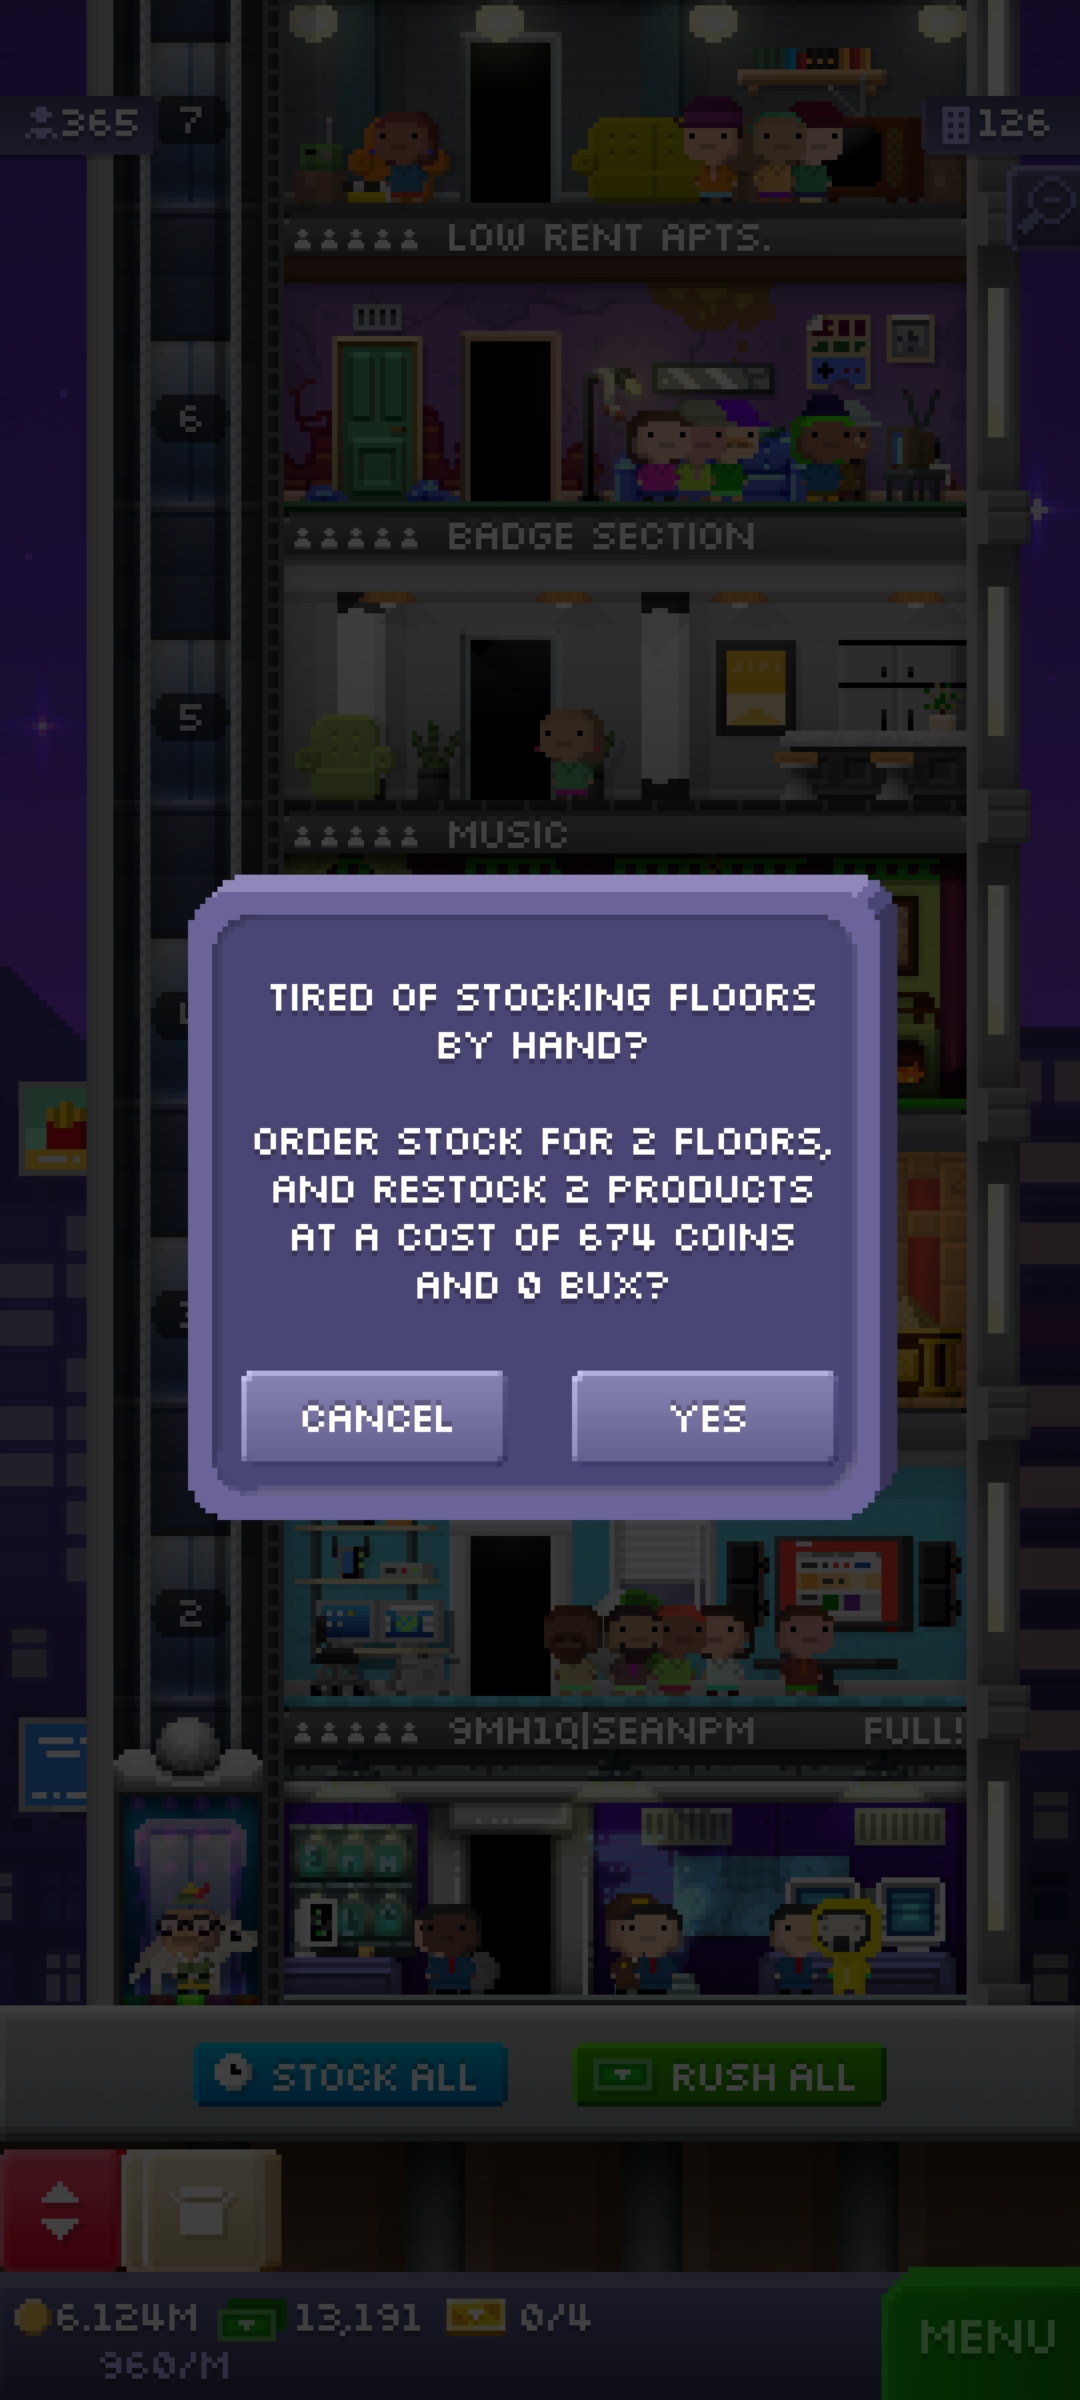 365
7
126
LOW RENT APTS.
6
BADGE SECTION
5
MUSIC
TIRED OF STOCKING FLOORS
BY HAND?
ORDER STOCK FOR 2 FLOORS,
AND RESTOCK 2 PRODUCTS
AT A COST OF 674 COINS
AND 0 BUX?
CANCEL
YES
2
9MH1Q|SEANPM
FULL!
STOCK ALL
RUSH ALL
6.124M
13,191
0/4
960/M
MENU